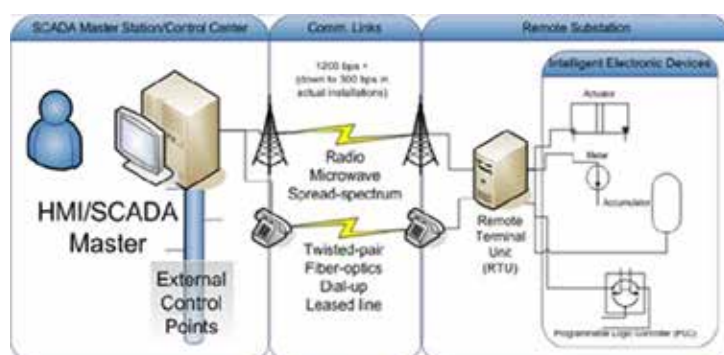 SCADA Master Station/Control Center
Comm. Links
Remote Substation
1200 bps +
(down to 300 bps in
actual installations)
Intelligent Electronic Devices
Actuator
Meter
Accumulator
Radio
Microwave
Spread-spectrum
HMI/SCADA
Master
External
Control
Points
Twisted-pair
Fiber-optics
Dial-up
Leased line
Remote
Terminal
Unit
(RTU)
Programmable Logic Controller (PLC)